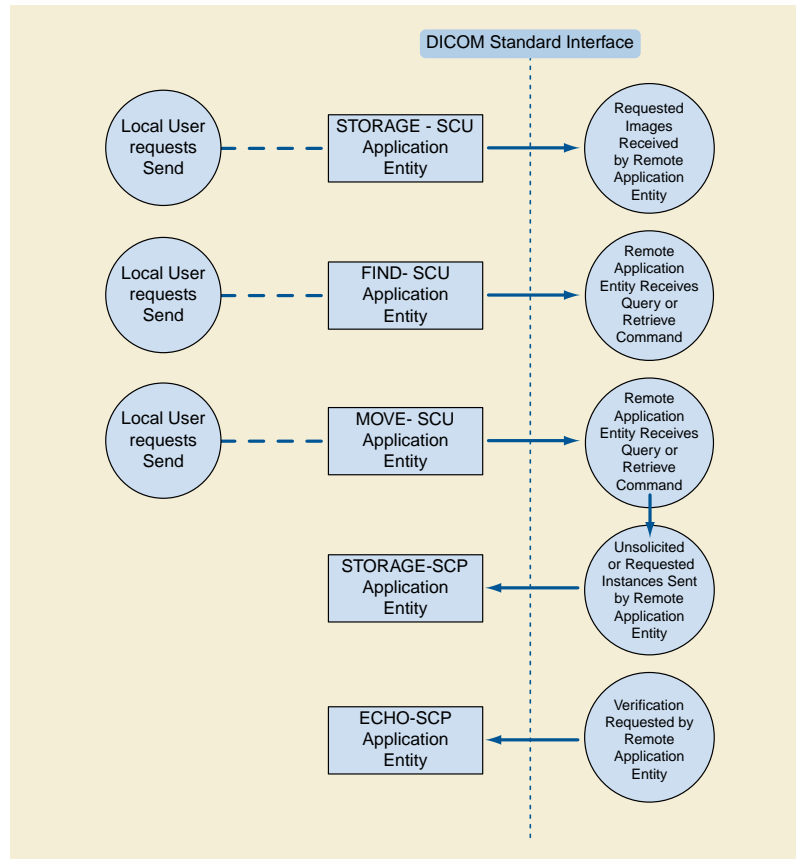 DICOM Standard Interface
Local User
requests
Send
STORAGE - SCU
Application
Entity
Requested
Images
Received
by Remote
Application
Entity
Local User
requests
Send
FIND- SCU
Application
Entity
Remote
Application
Entity Receives
Query or
Retrieve
Command
Local User
requests
Send
MOVE- SCU
Application
Entity
Remote
Application
Entity Receives
Query or
Retrieve
Command
STORAGE-SCP
Application
Entity
Unsolicited
or Requested
Instances Sent
by Remote
Application
Entity
ECHO-SCP
Application
Entity
Verification
Requested by
Remote
Application
Entity